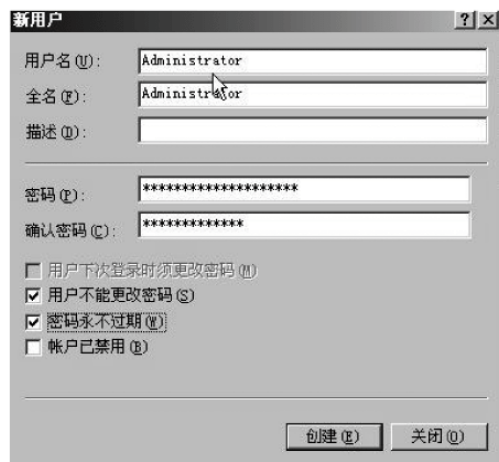 新用户
用户名(U): Administrator
全名(F): Administrator
描述(D):
密码(P): ********************
确认密码(C): *************
用户下次登录时须更改密码(M)
用户不能更改密码(S)
密码永不过期(W)
帐户已禁用(B)
创建(E) 关闭(O)